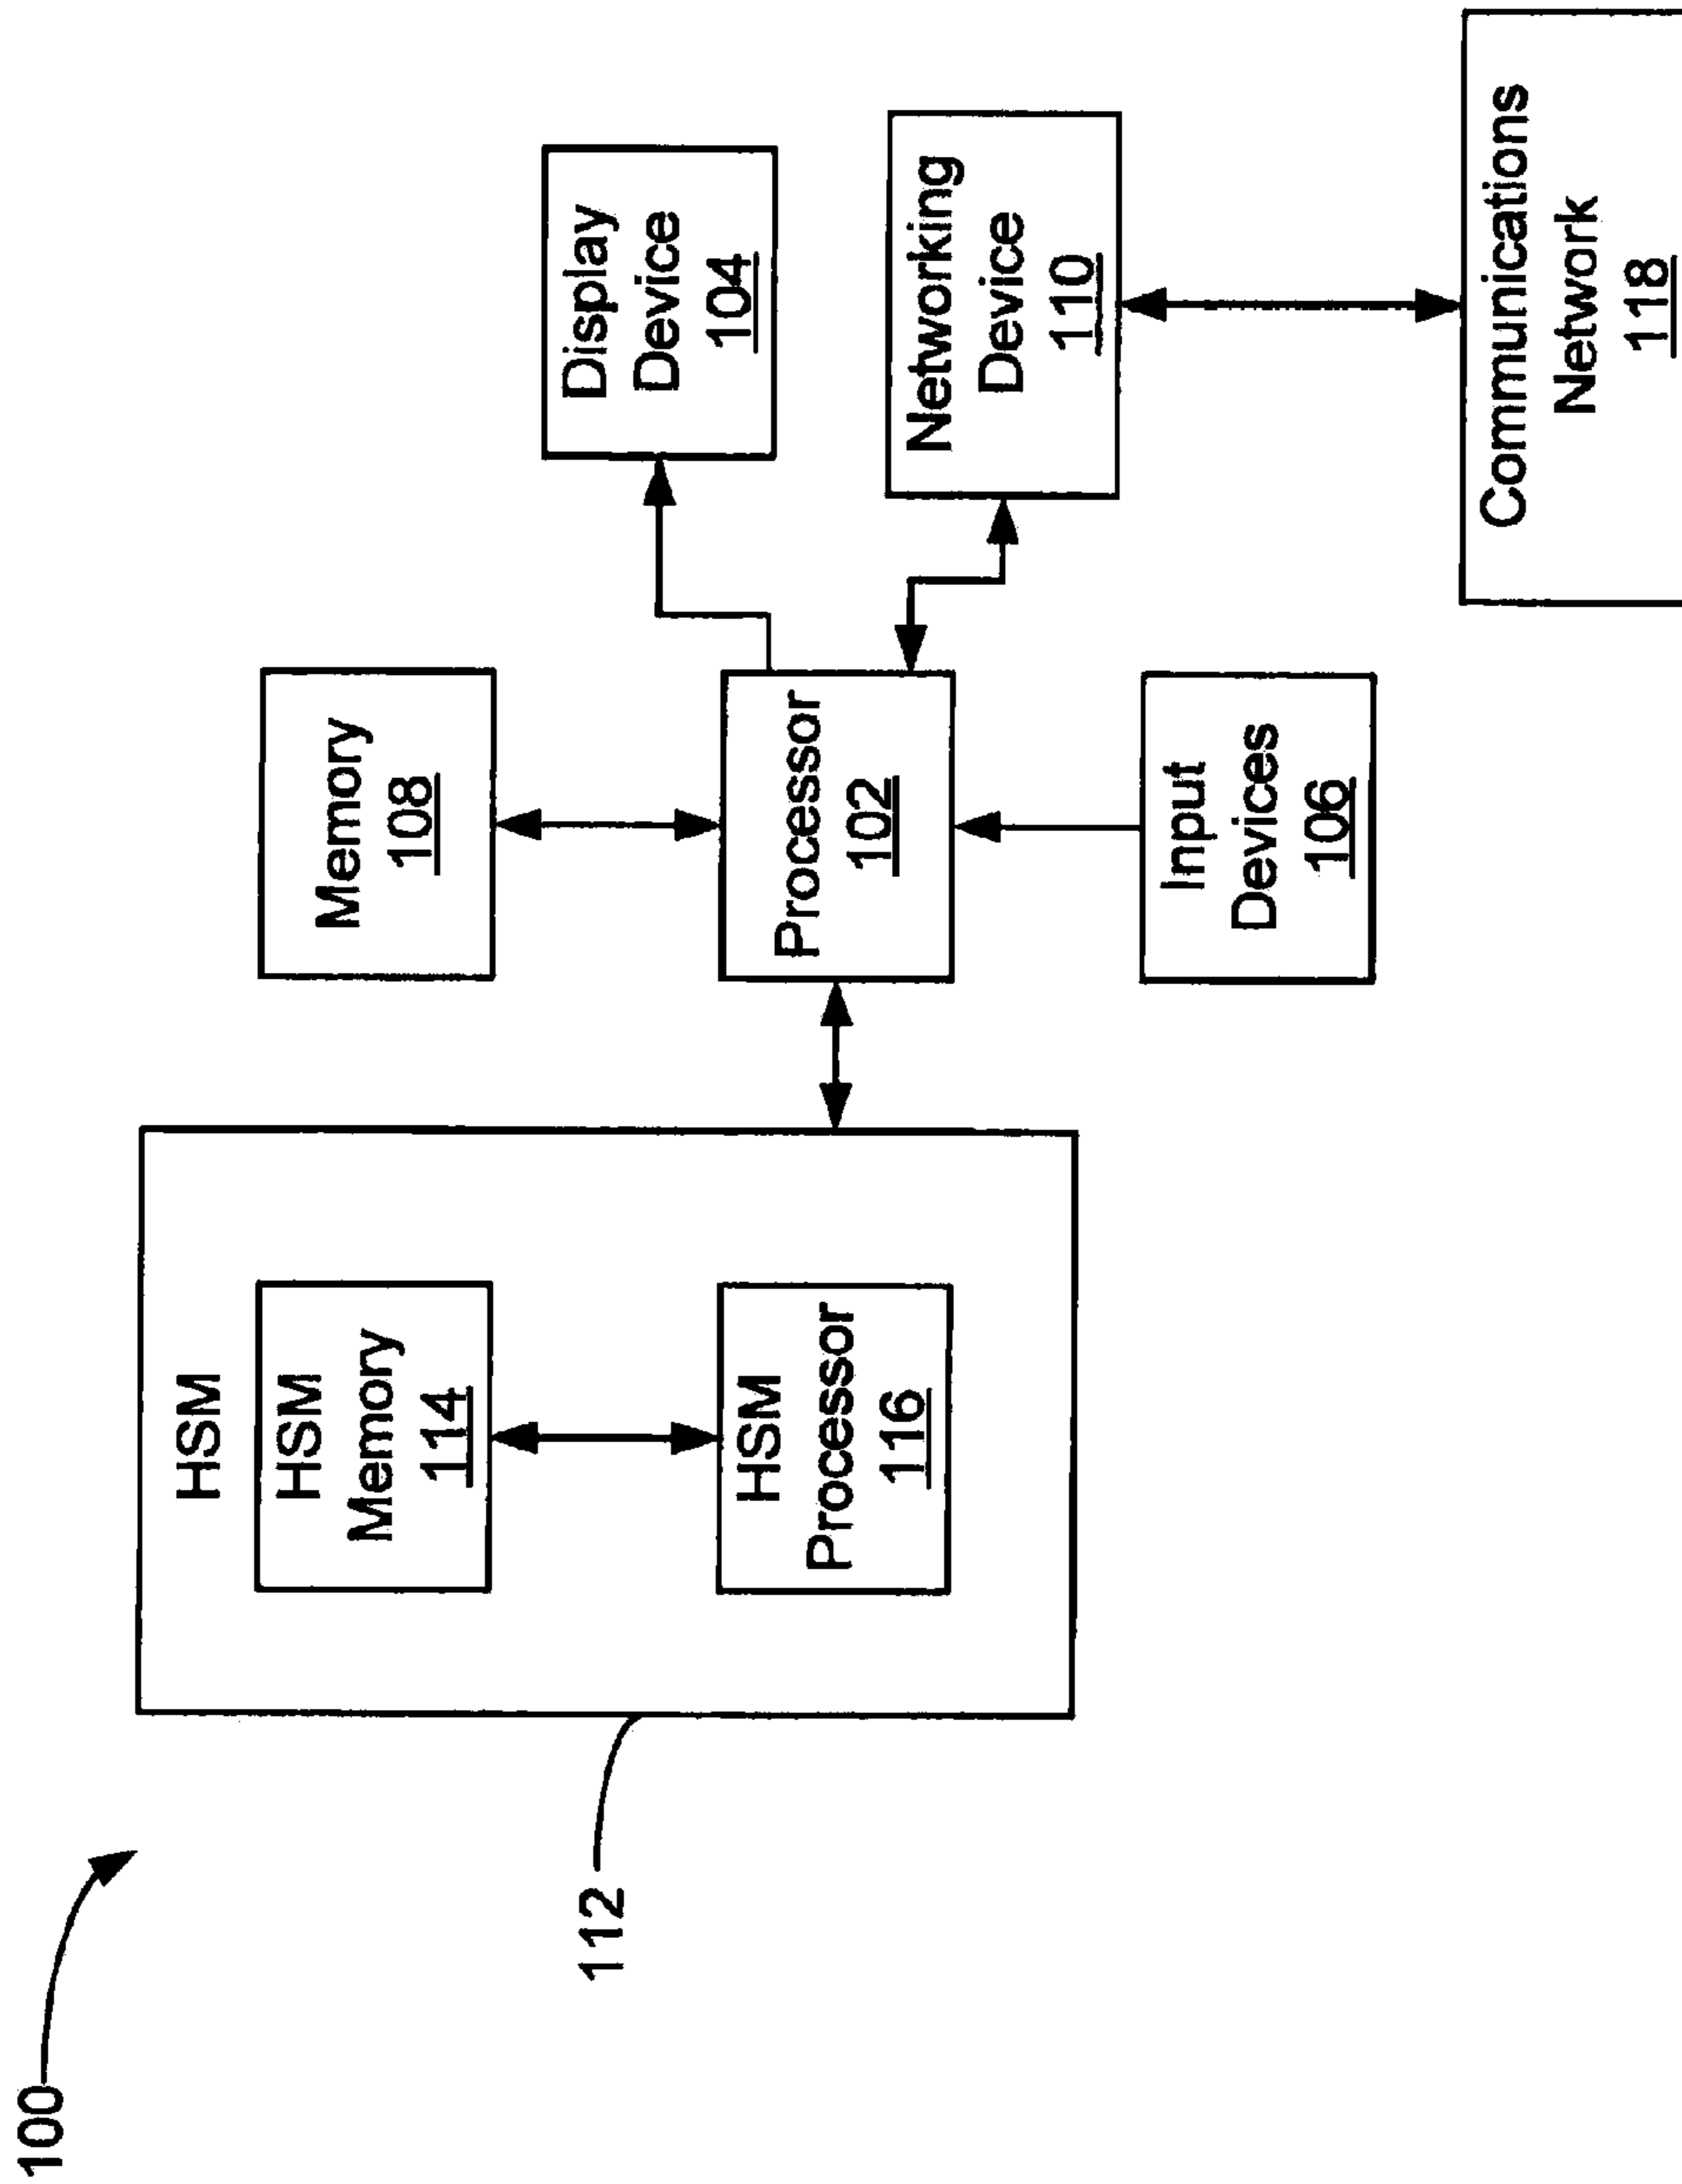 100
112
HSM
HSM
Memory
114
HSM
Processor
116
Memory
108
Processor
102
Input
Devices
106
Display
Device
104
Networking
Device
110
Communications
Network
118